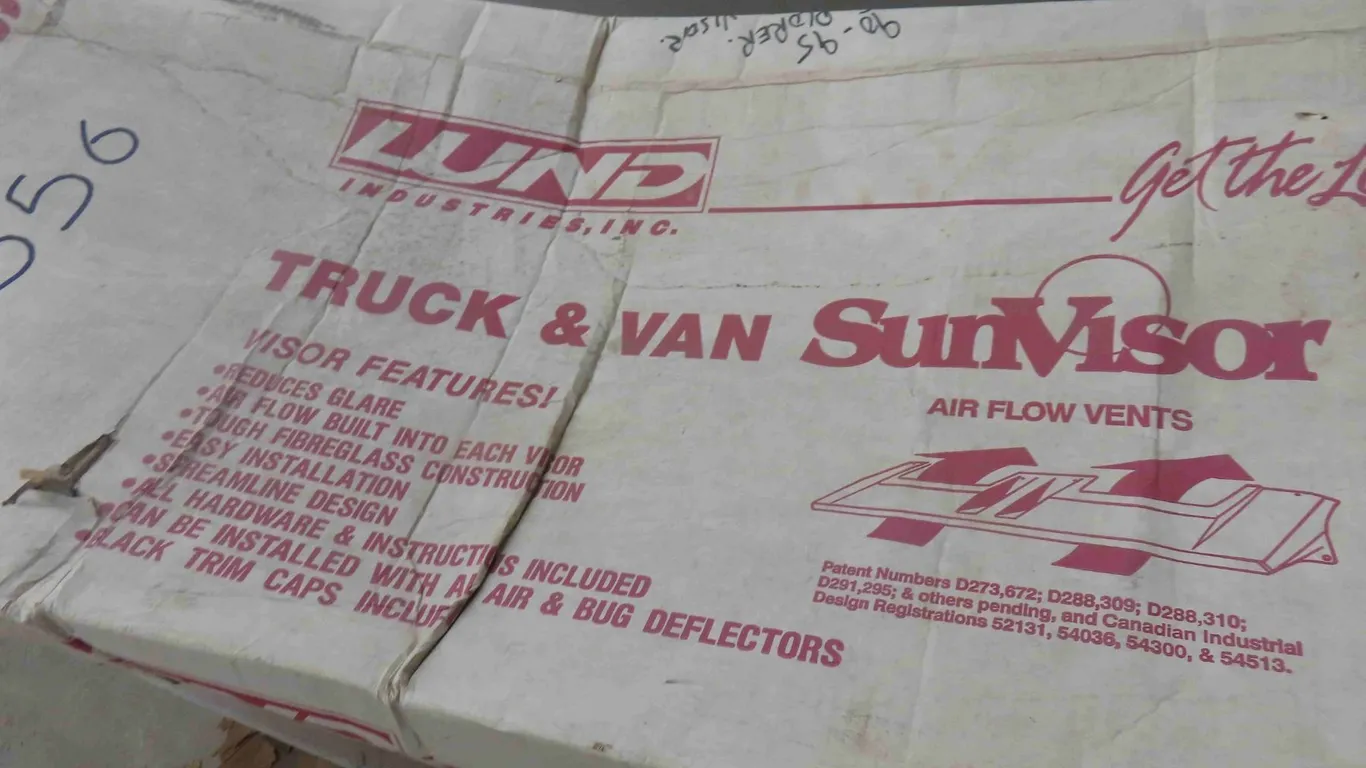 90-95
VISOR.
056
LUND
INDUSTRIES, INC.
Get the
TRUCK & VAN SunVisor
VISOR FEATURES!
•REDUCES GLARE
•AIR FLOW BUILT INTO EACH VISOR
•TOUGH FIBREGLASS CONSTRUCTION
•EASY INSTALLATION
•STREAMLINE DESIGN
•ALL HARDWARE & INSTRUCTIONS INCLUDED
•CAN BE INSTALLED WITH ALL AIR & BUG DEFLECTORS
•BLACK TRIM CAPS INCLU
AIR FLOW VENTS
Patent Numbers D273,672; D288,309; D288,310;
D291,295; & others pending, and Canadian Industrial
Design Registrations 52131, 54036, 54300, & 54513.